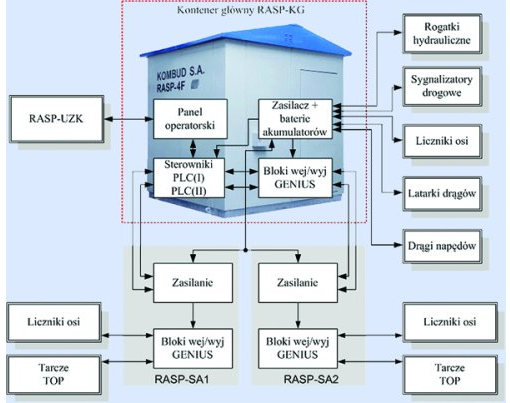 Kontener główny RASP-KG
KOMBUD S.A.
RASP-4F
Rogatki
hydrauliczne
Sygnalizatory
drogowe
Liczniki osi
Latarki drągów
Drągi napędów
RASP-UZK
Panel
operatorski
Zasilacz +
baterie
akumulatorów
Sterowniki
PLC(I)
PLC(II)
Bloki wej/wyj
GENIUS
Zasilanie
Zasilanie
Liczniki osi
Bloki wej/wyj
GENIUS
Bloki wej/wyj
GENIUS
Liczniki osi
Tarcze
TOP
Tarcze
TOP
RASP-SA1
RASP-SA2